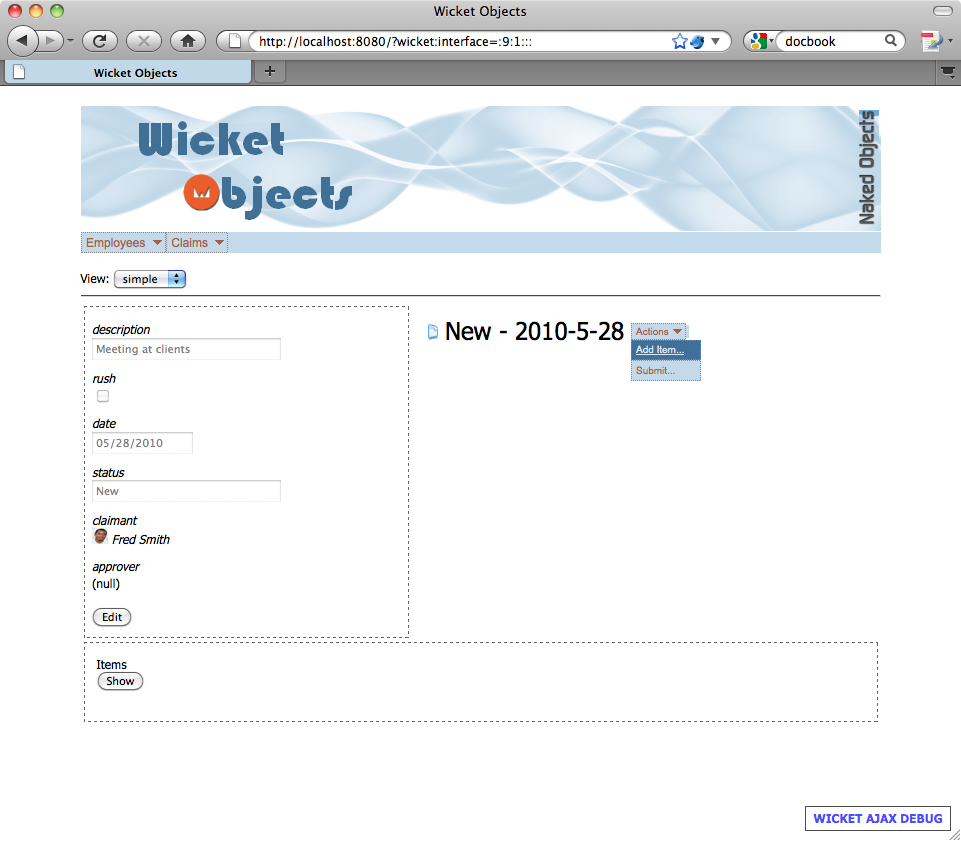 Wicket Objects
http://localhost:8080/?wicket:interface=:9:1:::
docbook
Wicket Objects
Wicket
Objects
Naked Objects
Employees Claims
View: simple
description
Meeting at clients
rush
date
05/28/2010
status
New
claimant
Fred Smith
approver
(null)
Edit
New - 2010-5-28
Actions
Add Item...
Submit...
Items
Show
WICKET AJAX DEBUG